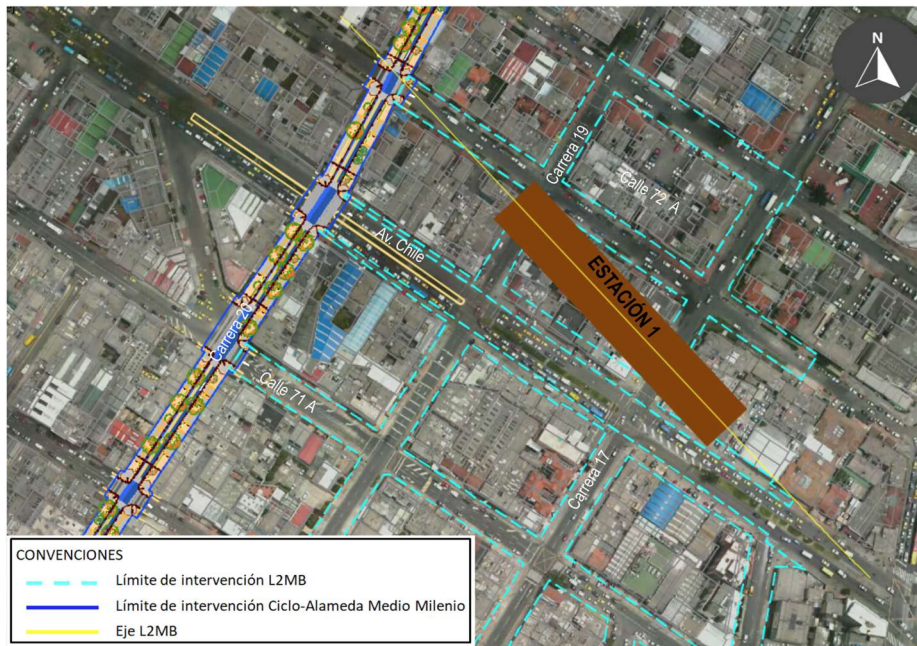 N
Carrera 19
Calle 72 A
Av. Chile
ESTACIÓN 1
Carrera 20
Calle 71 A
Carrera 17
CONVENCIONES
Límite de intervención L2MB
Límite de intervención Ciclo-Alameda Medio Milenio
Eje L2MB